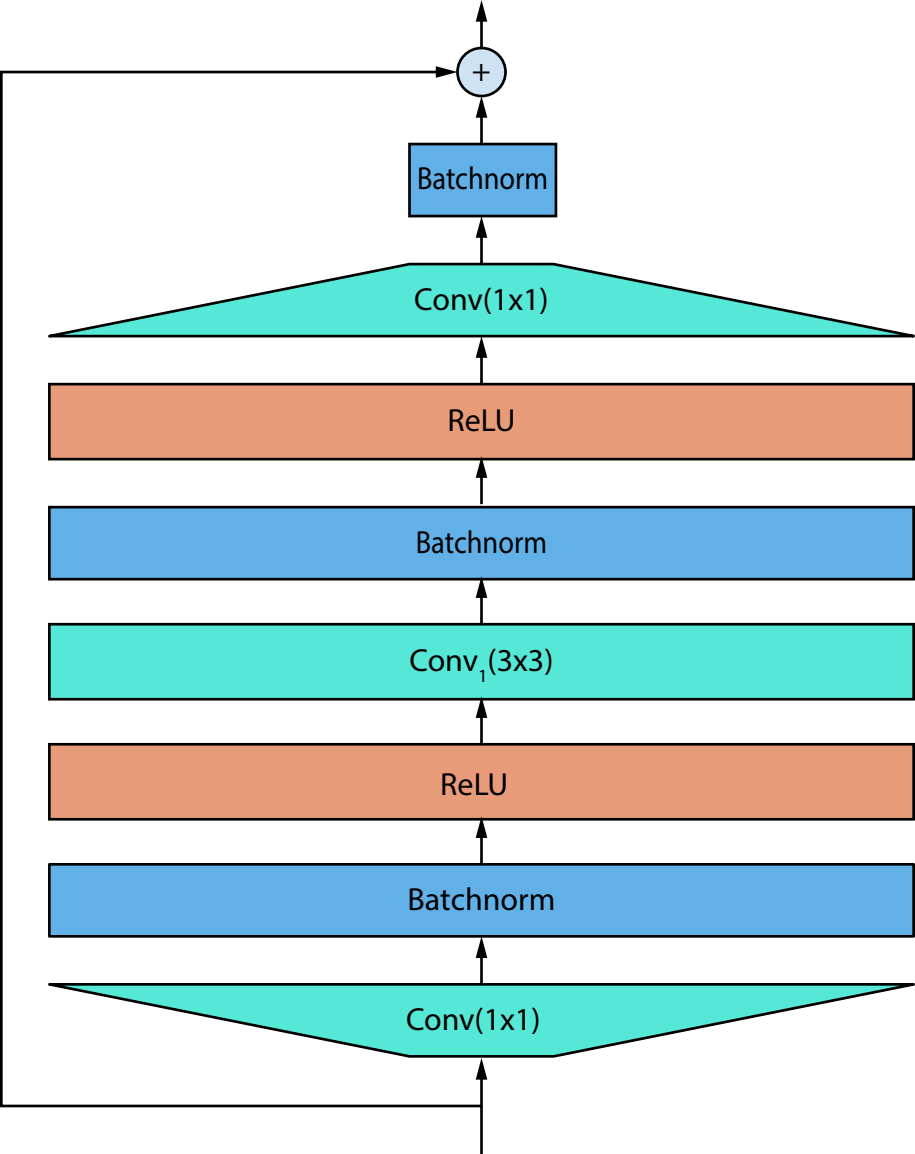 +
Batchnorm
Conv(1x1)
ReLU
Batchnorm
Conv₁(3x3)
ReLU
Batchnorm
Conv(1x1)